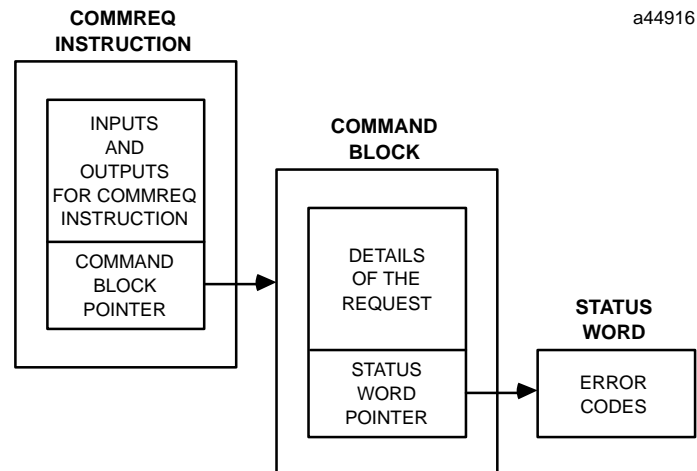 COMMREQ
INSTRUCTION
a44916
INPUTS
AND
OUTPUTS
FOR COMMREQ
INSTRUCTION
COMMAND
BLOCK
POINTER
COMMAND
BLOCK
DETAILS
OF THE
REQUEST
STATUS
WORD
POINTER
STATUS
WORD
ERROR
CODES